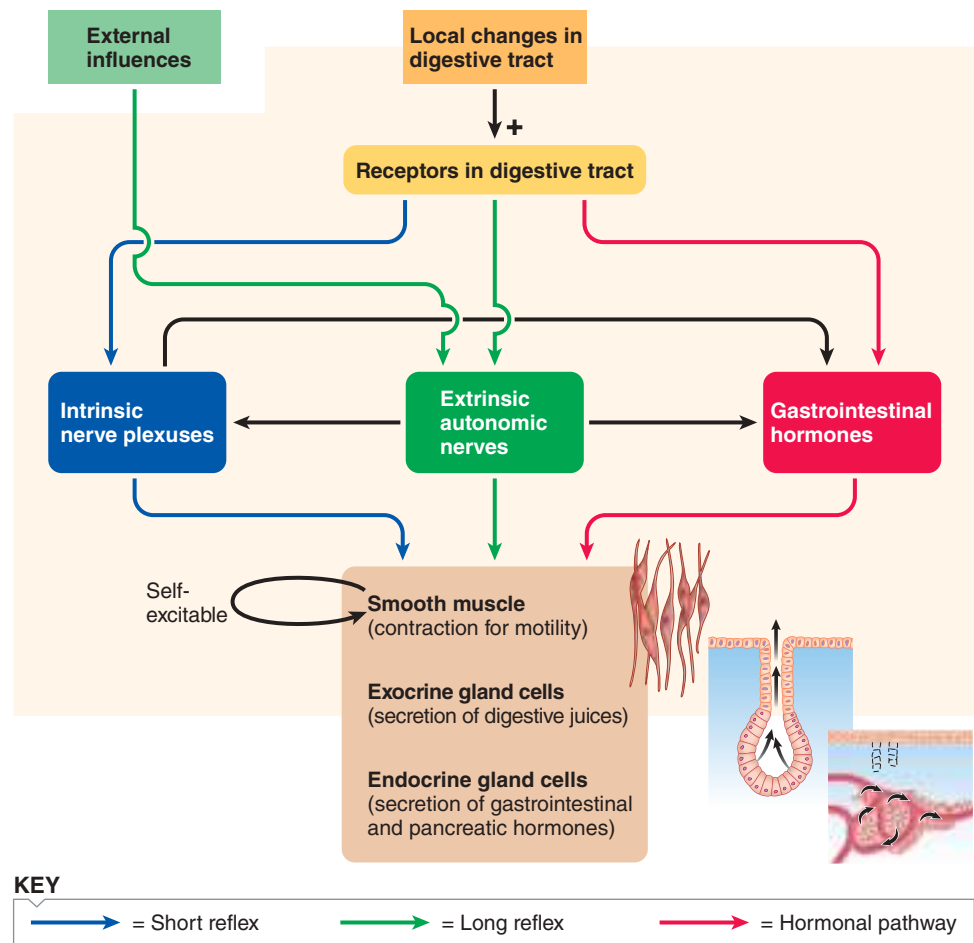 External
influences
Local changes in
digestive tract
+
Receptors in digestive tract
Intrinsic
nerve plexuses
Extrinsic
autonomic
nerves
Gastrointestinal
hormones
Self-
excitable
Smooth muscle
(contraction for motility)
Exocrine gland cells
(secretion of digestive juices)
Endocrine gland cells
(secretion of gastrointestinal
and pancreatic hormones)
KEY
= Short reflex
= Long reflex
= Hormonal pathway